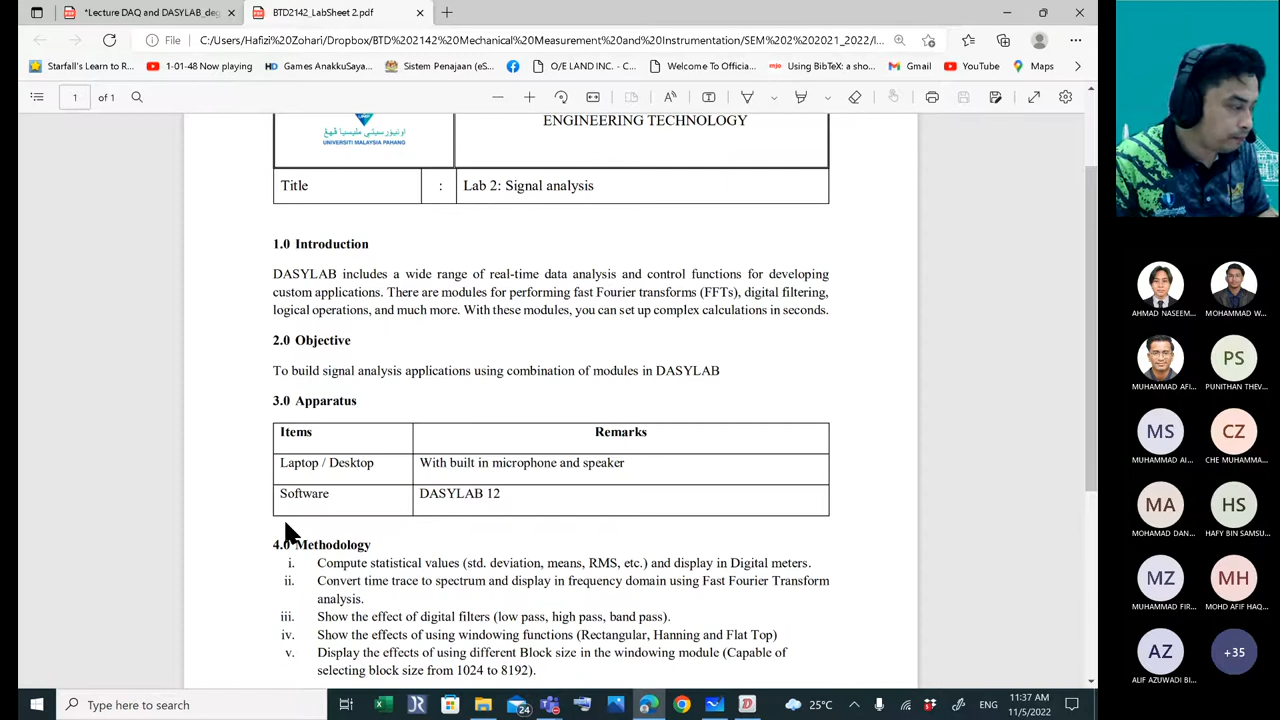 *Lecture DAQ and DASYLAB_deg
BTD2142_LabSheet 2.pdf
File
C:/Users/Hafizi%20Zohari/Dropbox/BTD%202142%20Mechanical%20Measurement%20and%20Instrumentation/SEM%202%202021_2022/l...
Starfall's Learn to R...
1-01-48 Now playing
HD Games AnakkuSaya...
Sistem Penajaan (eS...
O/E LAND INC. - C...
Welcome To Officia...
mjo Using BibTeX: a sho...
Gmail
YouTube
Maps
1 of 1
اونيۏرسيتي مليسيا ڤهڠ
UNIVERSITI MALAYSIA PAHANG
ENGINEERING TECHNOLOGY
Title : Lab 2: Signal analysis
1.0 Introduction
DASYLAB includes a wide range of real-time data analysis and control functions for developing
custom applications. There are modules for performing fast Fourier transforms (FFTs), digital filtering,
logical operations, and much more. With these modules, you can set up complex calculations in seconds.
2.0 Objective
To build signal analysis applications using combination of modules in DASYLAB
3.0 Apparatus
Items Remarks
Laptop / Desktop With built in microphone and speaker
Software DASYLAB 12
4.0 Methodology
i. Compute statistical values (std. deviation, means, RMS, etc.) and display in Digital meters.
ii. Convert time trace to spectrum and display in frequency domain using Fast Fourier Transform
analysis.
iii. Show the effect of digital filters (low pass, high pass, band pass).
iv. Show the effects of using windowing functions (Rectangular, Hanning and Flat Top)
v. Display the effects of using different Block size in the windowing module (Capable of
selecting block size from 1024 to 8192).
Type here to search
24
25°C
ENG
11:37 AM
11/5/2022
AHMAD NASEEM...
MOHAMMAD W...
MUHAMMAD AFI...
PS
PUNITHAN THEV...
MS
MUHAMMAD AI...
CZ
CHE MUHAMMA...
MA
MOHAMAD DAN...
HS
HAFY BIN SAMSU...
MZ
MUHAMMAD FIR...
MH
MOHD AFIF HAQ...
AZ
ALIF AZUWADI BI...
+35